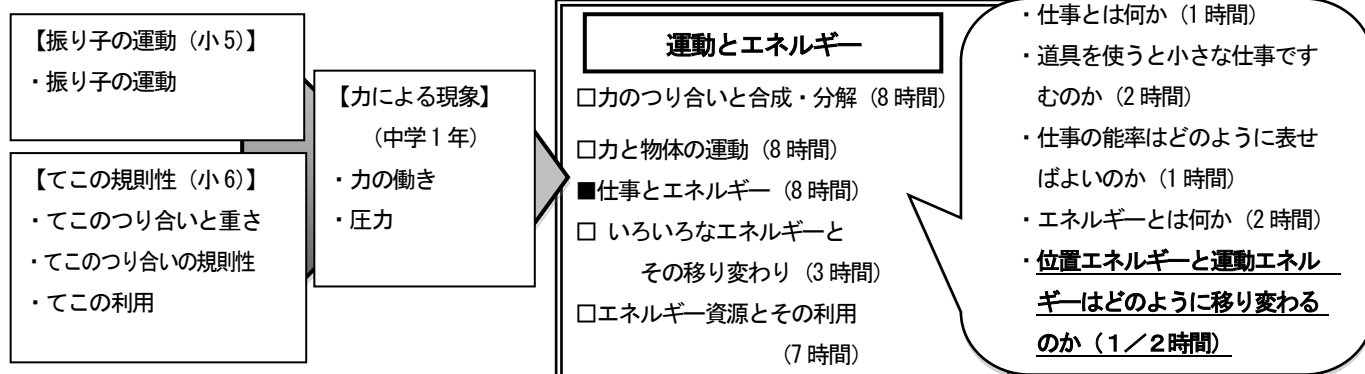 【振り子の運動（小5）】
・振り子の運動
【てこの規則性（小6）】
・てこのつり合いと重さ
・てこのつり合いの規則性
・てこの利用
【力による現象】
（中学1年）
・力の働き
・圧力
運動とエネルギー
□力のつり合いと合成・分解（8時間）
□力と物体の運動（8時間）
■仕事とエネルギー（8時間）
□ いろいろなエネルギーと
その移り変わり（3時間）
□エネルギー資源とその利用
（7時間）
・仕事とは何か（1時間）
・道具を使うと小さな仕事です
むのか（2時間）
・仕事の能率はどのように表せ
ばよいのか（1時間）
・エネルギーとは何か（2時間）
・位置エネルギーと運動エネル
ギーはどのように移り変わる
のか（１／２時間）